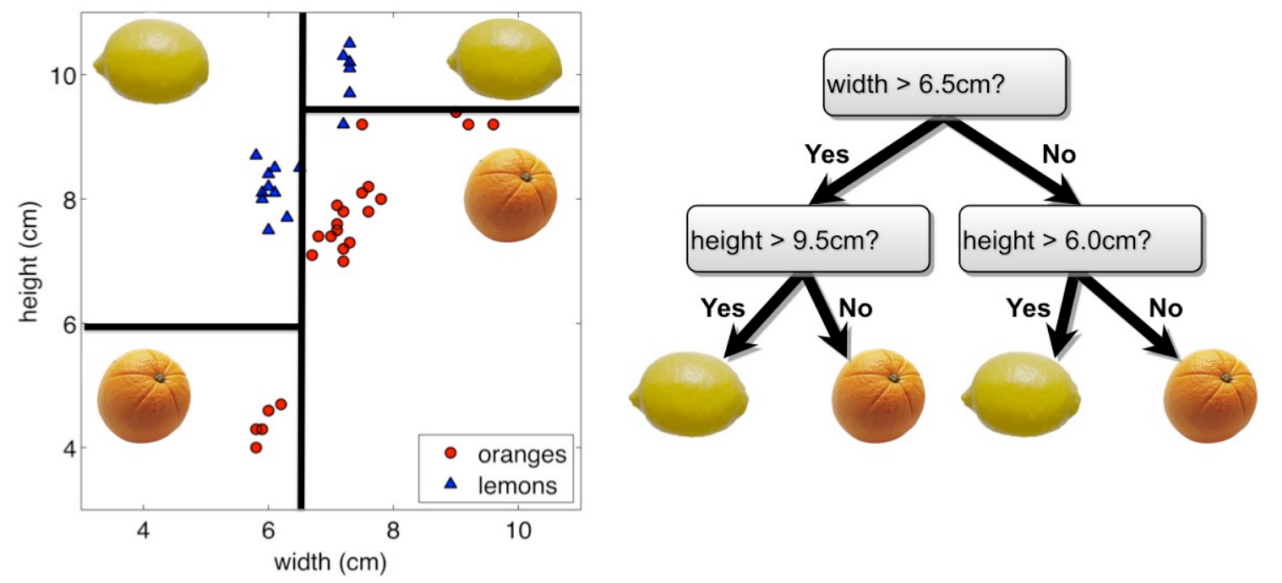 10
8
6
4
height (cm)
4 6 8 10
width (cm)
oranges
lemons
width > 6.5cm?
Yes No
height > 9.5cm? height > 6.0cm?
Yes No Yes No